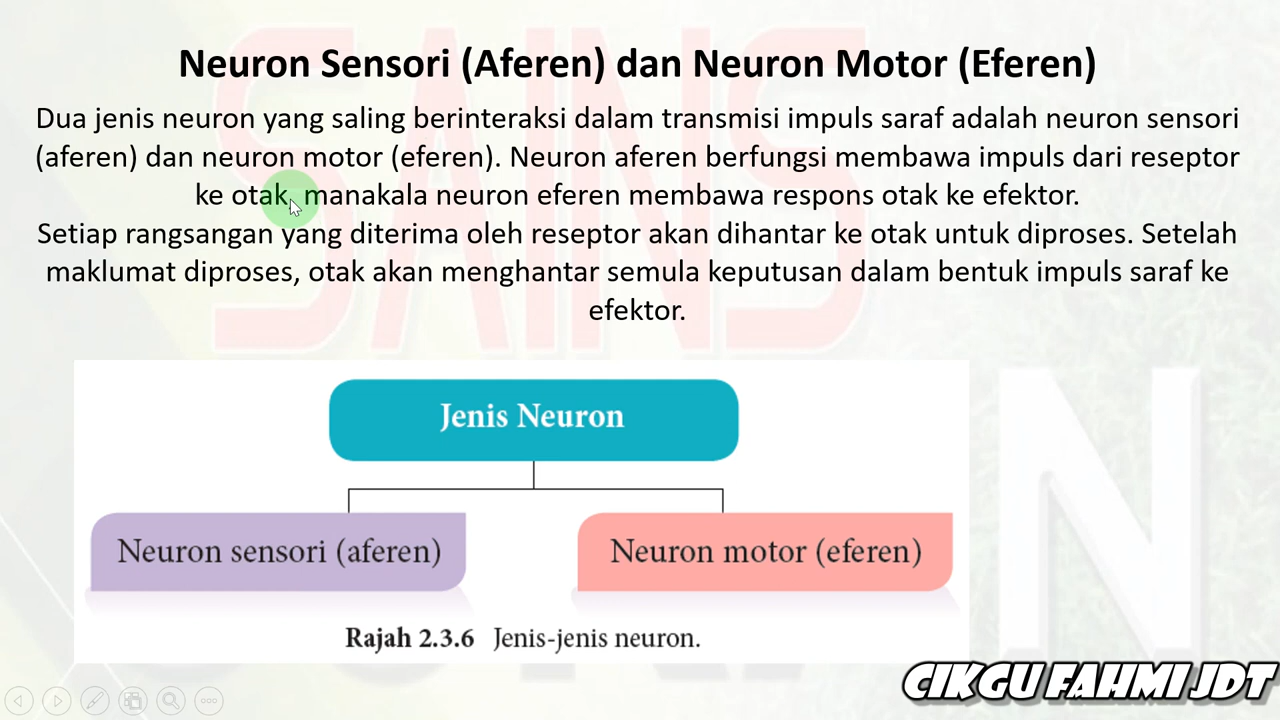 Neuron Sensori (Aferen) dan Neuron Motor (Eferen)
Dua jenis neuron yang saling berinteraksi dalam transmisi impuls saraf adalah neuron sensori
(aferen) dan neuron motor (eferen). Neuron aferen berfungsi membawa impuls dari reseptor
ke otak, manakala neuron eferen membawa respons otak ke efektor.
Setiap rangsangan yang diterima oleh reseptor akan dihantar ke otak untuk diproses. Setelah
maklumat diproses, otak akan menghantar semula keputusan dalam bentuk impuls saraf ke
efektor.
SAINS
Jenis Neuron
Neuron sensori (aferen)
Neuron motor (eferen)
Rajah 2.3.6 Jenis-jenis neuron.
CIKGU FAHMI JDT